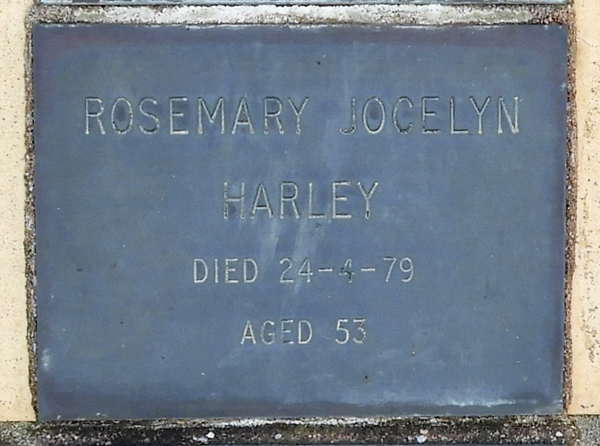 ROSEMARY JOCELYN
HARLEY
DIED 24-4-79
AGED 53